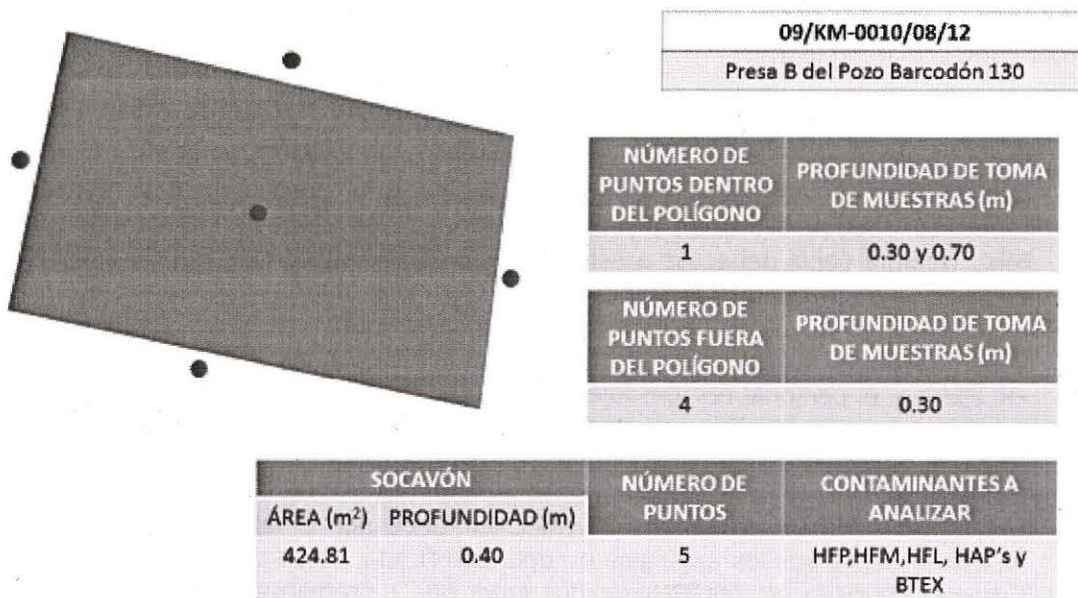 09/KM-0010/08/12
Presa B del Pozo Barcodón 130
NÚMERO DE PUNTOS DENTRO DEL POLÍGONO
PROFUNDIDAD DE TOMA DE MUESTRAS (m)
1
0.30 y 0.70
NÚMERO DE PUNTOS FUERA DEL POLÍGONO
PROFUNDIDAD DE TOMA DE MUESTRAS (m)
4
0.30
SOCAVÓN
NÚMERO DE PUNTOS
CONTAMINANTES A ANALIZAR
ÁREA (m²)
PROFUNDIDAD (m)
424.81
0.40
5
HFP,HFM,HFL, HAP's y BTEX